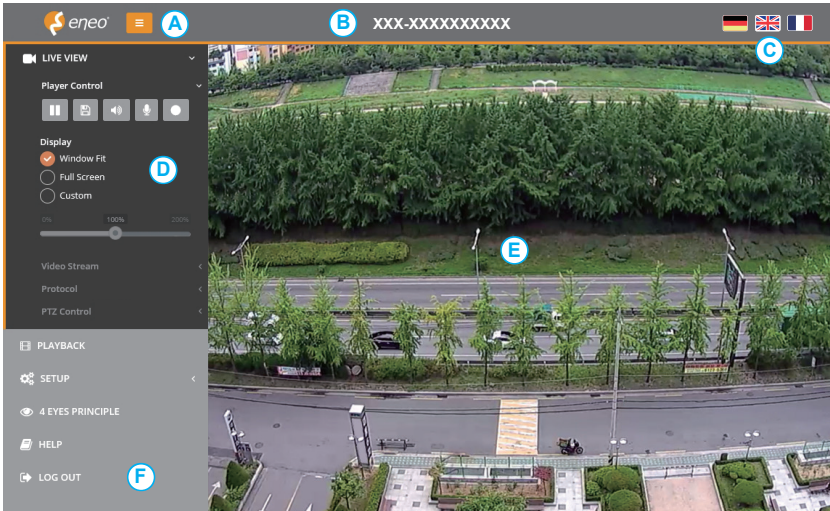 eneo
A
B
XXX-XXXXXXXXXX
C
LIVE VIEW
Player Control
Display
Window Fit
D
Full Screen
Custom
0%
100%
200%
E
Video Stream
Protocol
PTZ Control
PLAYBACK
SETUP
4 EYES PRINCIPLE
HELP
LOG OUT
F